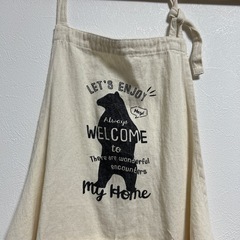 LET'S ENJOY
Hey!
Always
WELCOME
to
There are wonderful
encounters
My Home